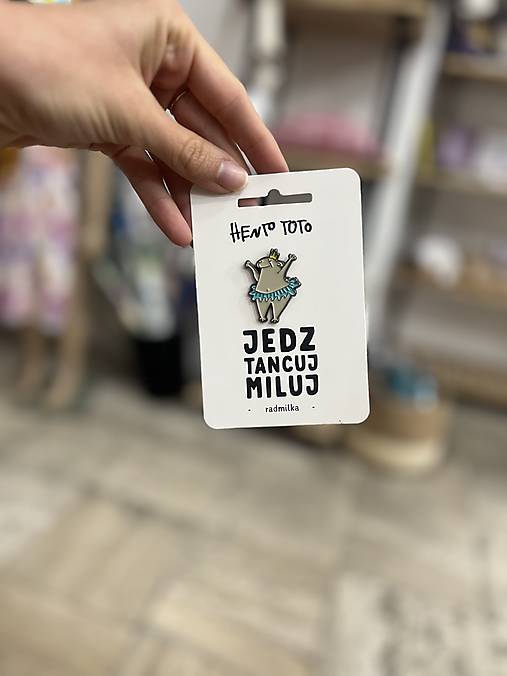 HENTO TOTO
JEDZ
TANCUJ
MILUJ
- radmilka -